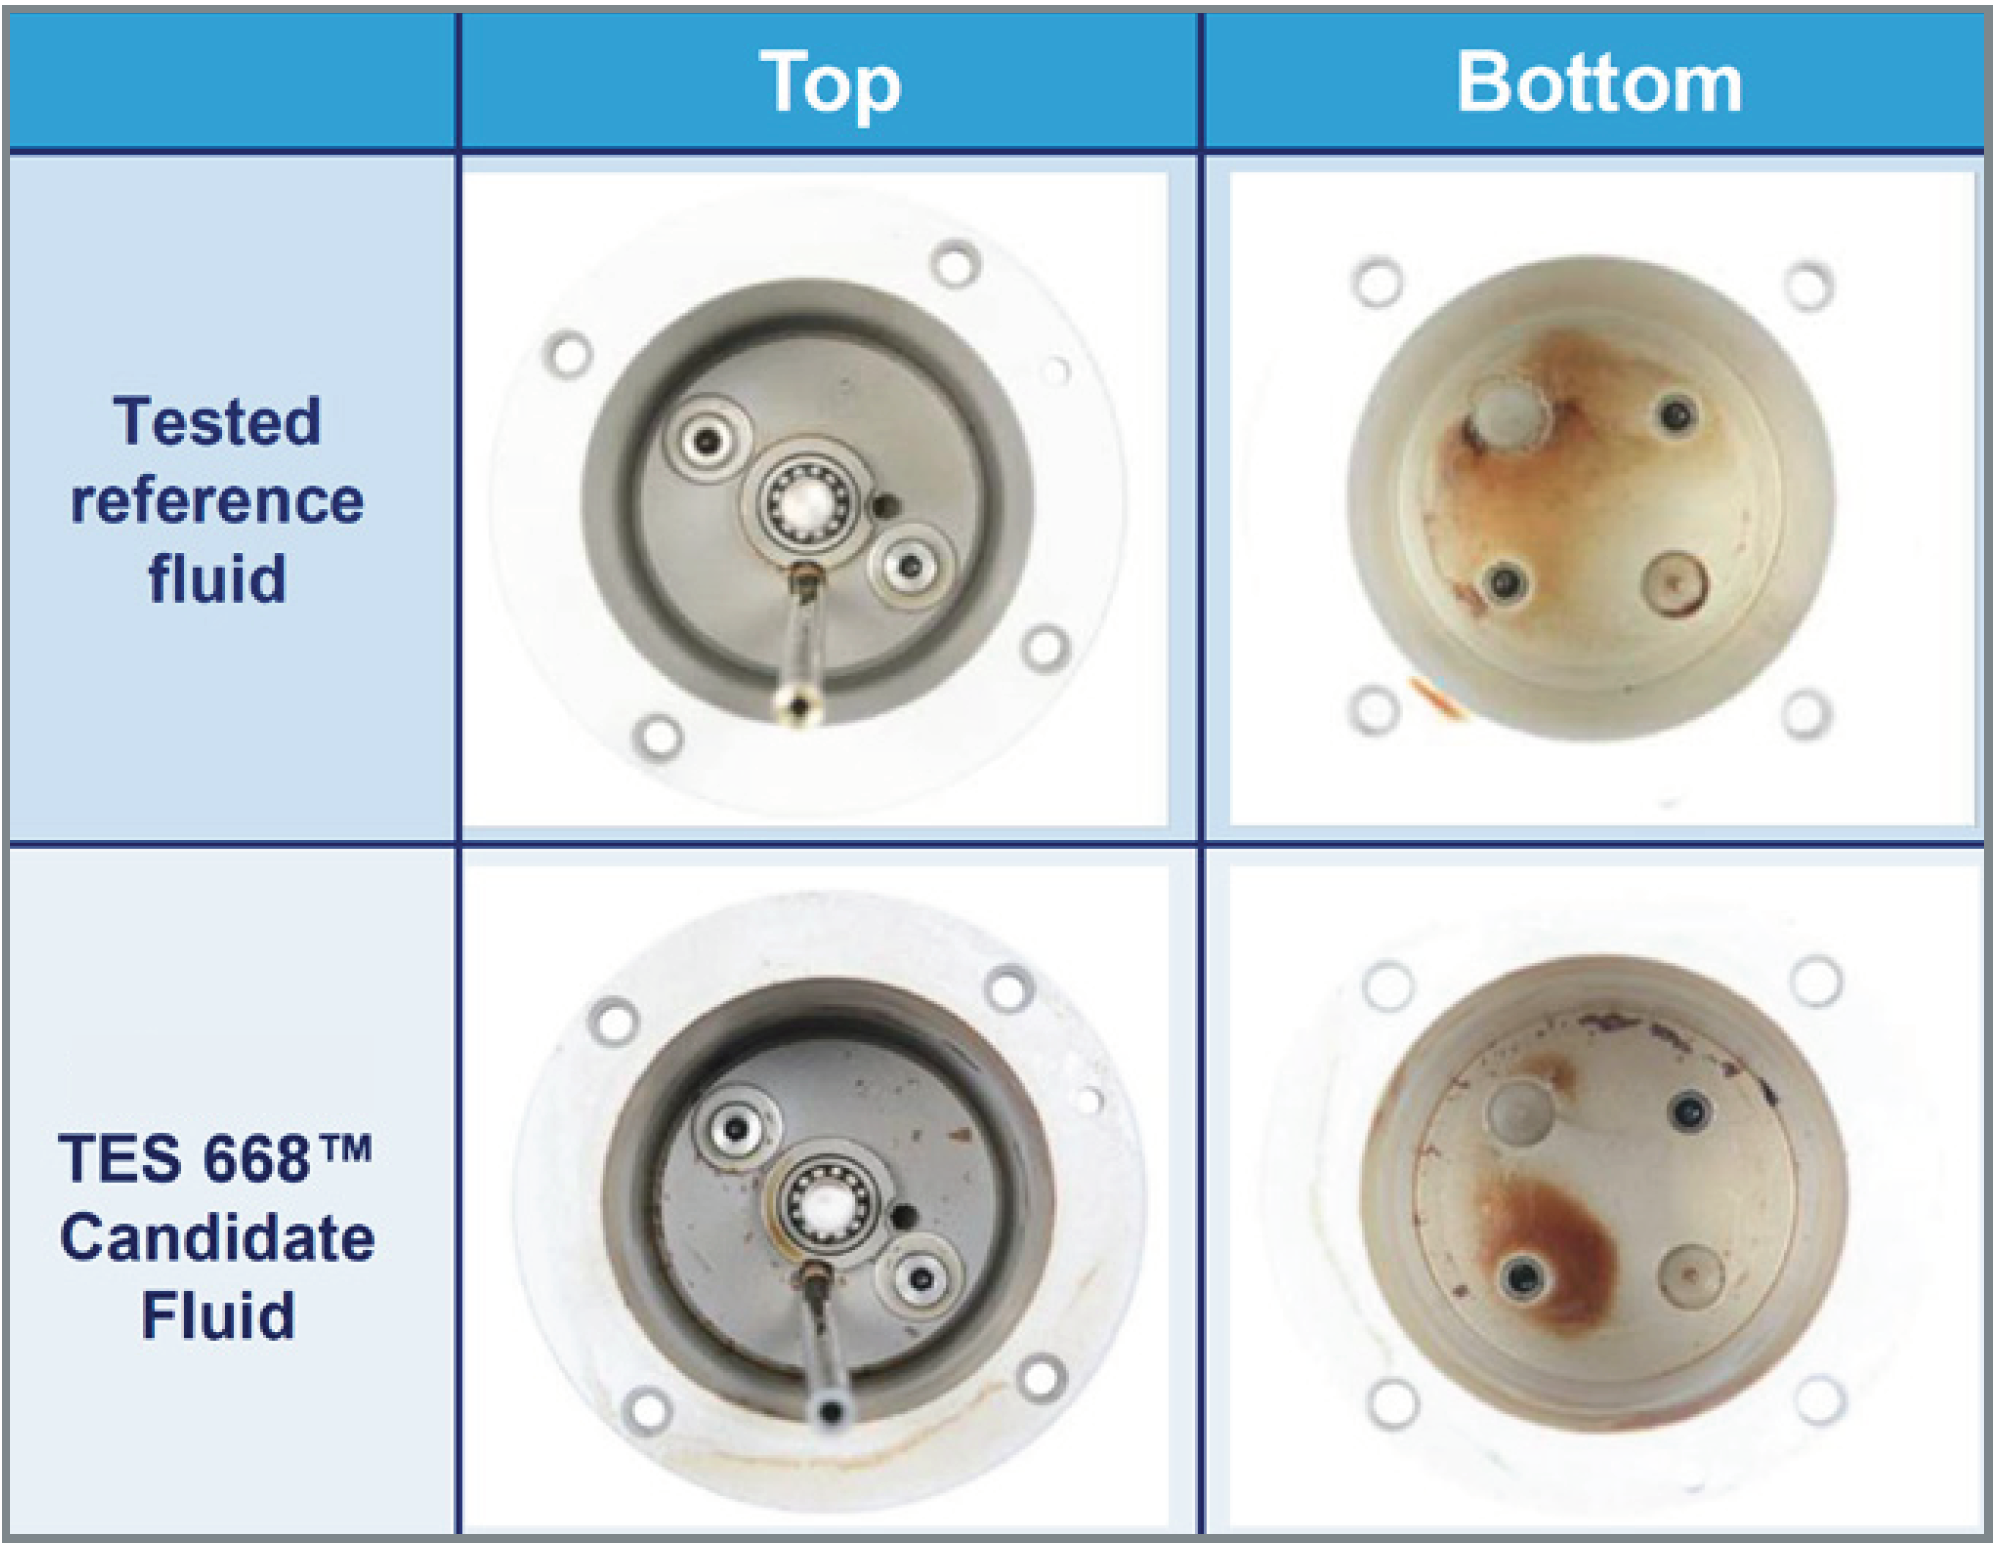 Top
Bottom
Tested
reference
fluid
TES 668™
Candidate
Fluid